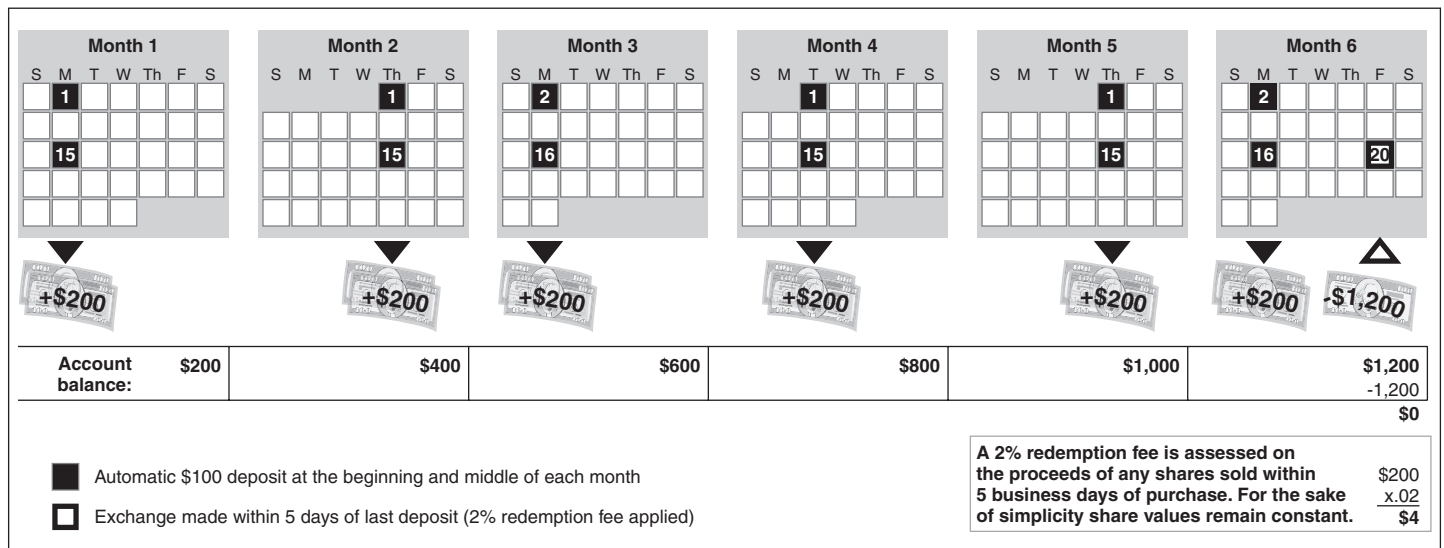 Month 1 Month 2 Month 3 Month 4 Month 5 Month 6
S M T W Th F S S M T W Th F S S M T W Th F S S M T W Th F S S M T W Th F S S M T W Th F S
1 1 2 1 1 2
15 15 16 15 15 16 20
+$200 +$200 +$200 +$200 +$200 +$200 -$1,200
Account $200 $400 $600 $800 $1,000 $1,200
balance: -1,200
$0
A 2% redemption fee is assessed on
the proceeds of any shares sold within $200
5 business days of purchase. For the sake x.02
of simplicity share values remain constant. $4
Automatic $100 deposit at the beginning and middle of each month
Exchange made within 5 days of last deposit (2% redemption fee applied)